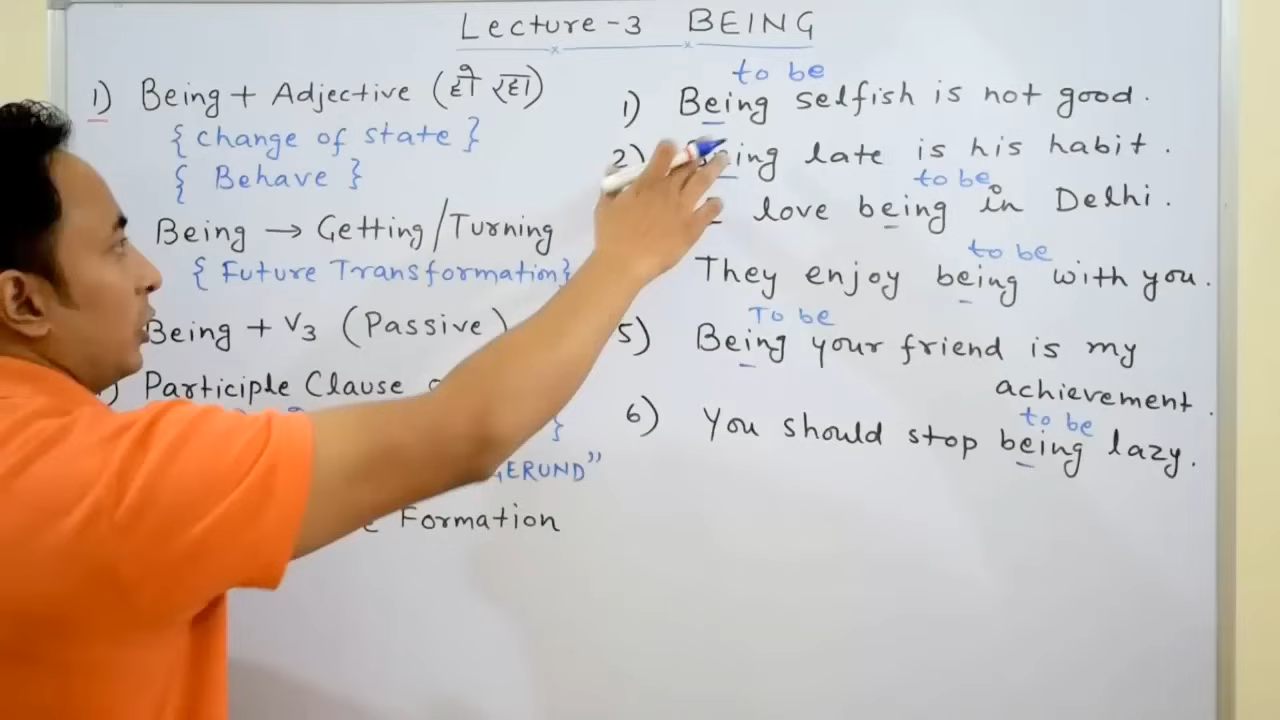 Lecture-3 BEING
1) Being + Adjective (हो रहा)
{ change of state }
{ Behave }
Being → Getting/Turning
{ Future Transformation}
Being + V3 (Passive)
) Participle Clause
}
GERUND”
Formation
to be
1) Being selfish is not good.
2) Being late is his habit.
to be
love being in Delhi.
to be
They enjoy being with you.
To be
5) Being your friend is my
achievement.
to be
6) You should stop being lazy.